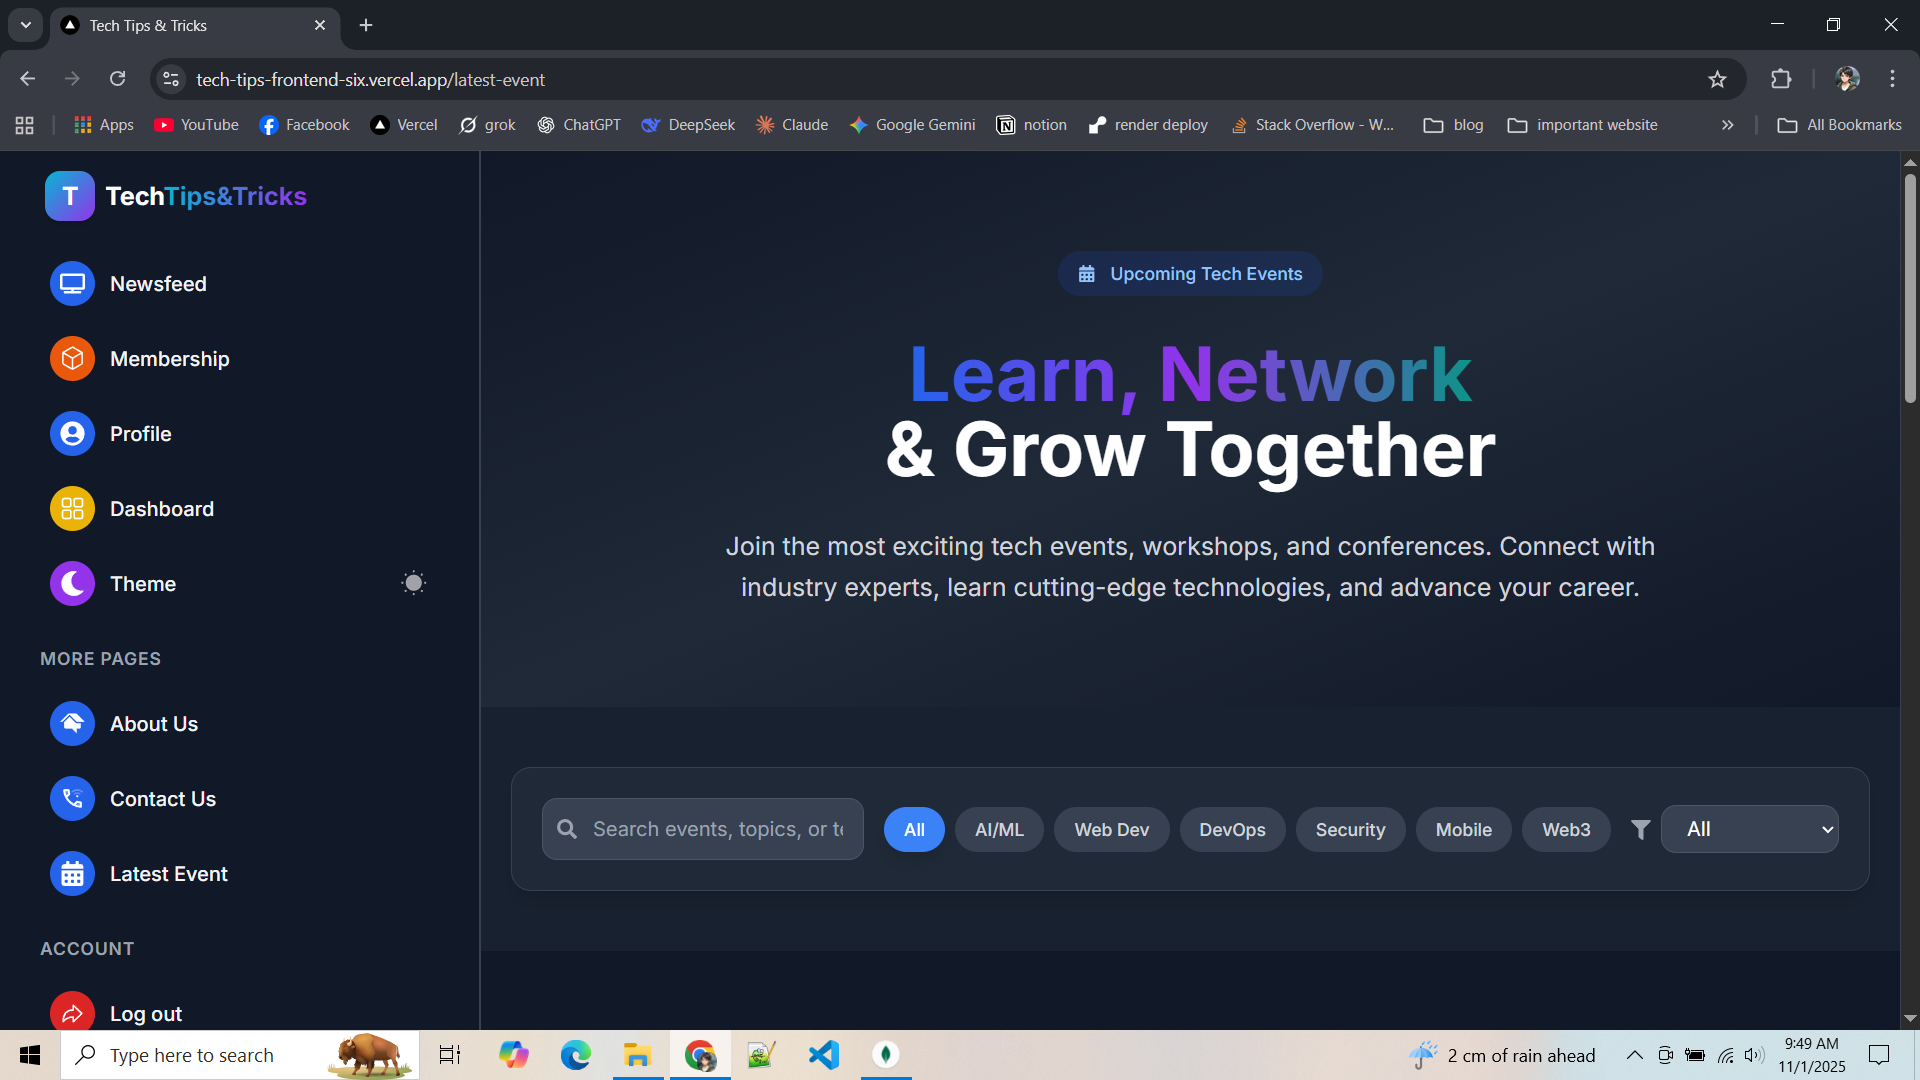 Tech Tips & Tricks
tech-tips-frontend-six.vercel.app/latest-event
Apps YouTube Facebook Vercel grok ChatGPT DeepSeek Claude Google Gemini notion render deploy Stack Overflow - W... blog important website » All Bookmarks
T TechTips&Tricks
Newsfeed
Membership
Profile
Dashboard
Theme
MORE PAGES
About Us
Contact Us
Latest Event
ACCOUNT
Log out
Upcoming Tech Events
Learn, Network
& Grow Together
Join the most exciting tech events, workshops, and conferences. Connect with
industry experts, learn cutting-edge technologies, and advance your career.
Search events, topics, or te
All AI/ML Web Dev DevOps Security Mobile Web3 All
Type here to search
2 cm of rain ahead
9:49 AM
11/1/2025